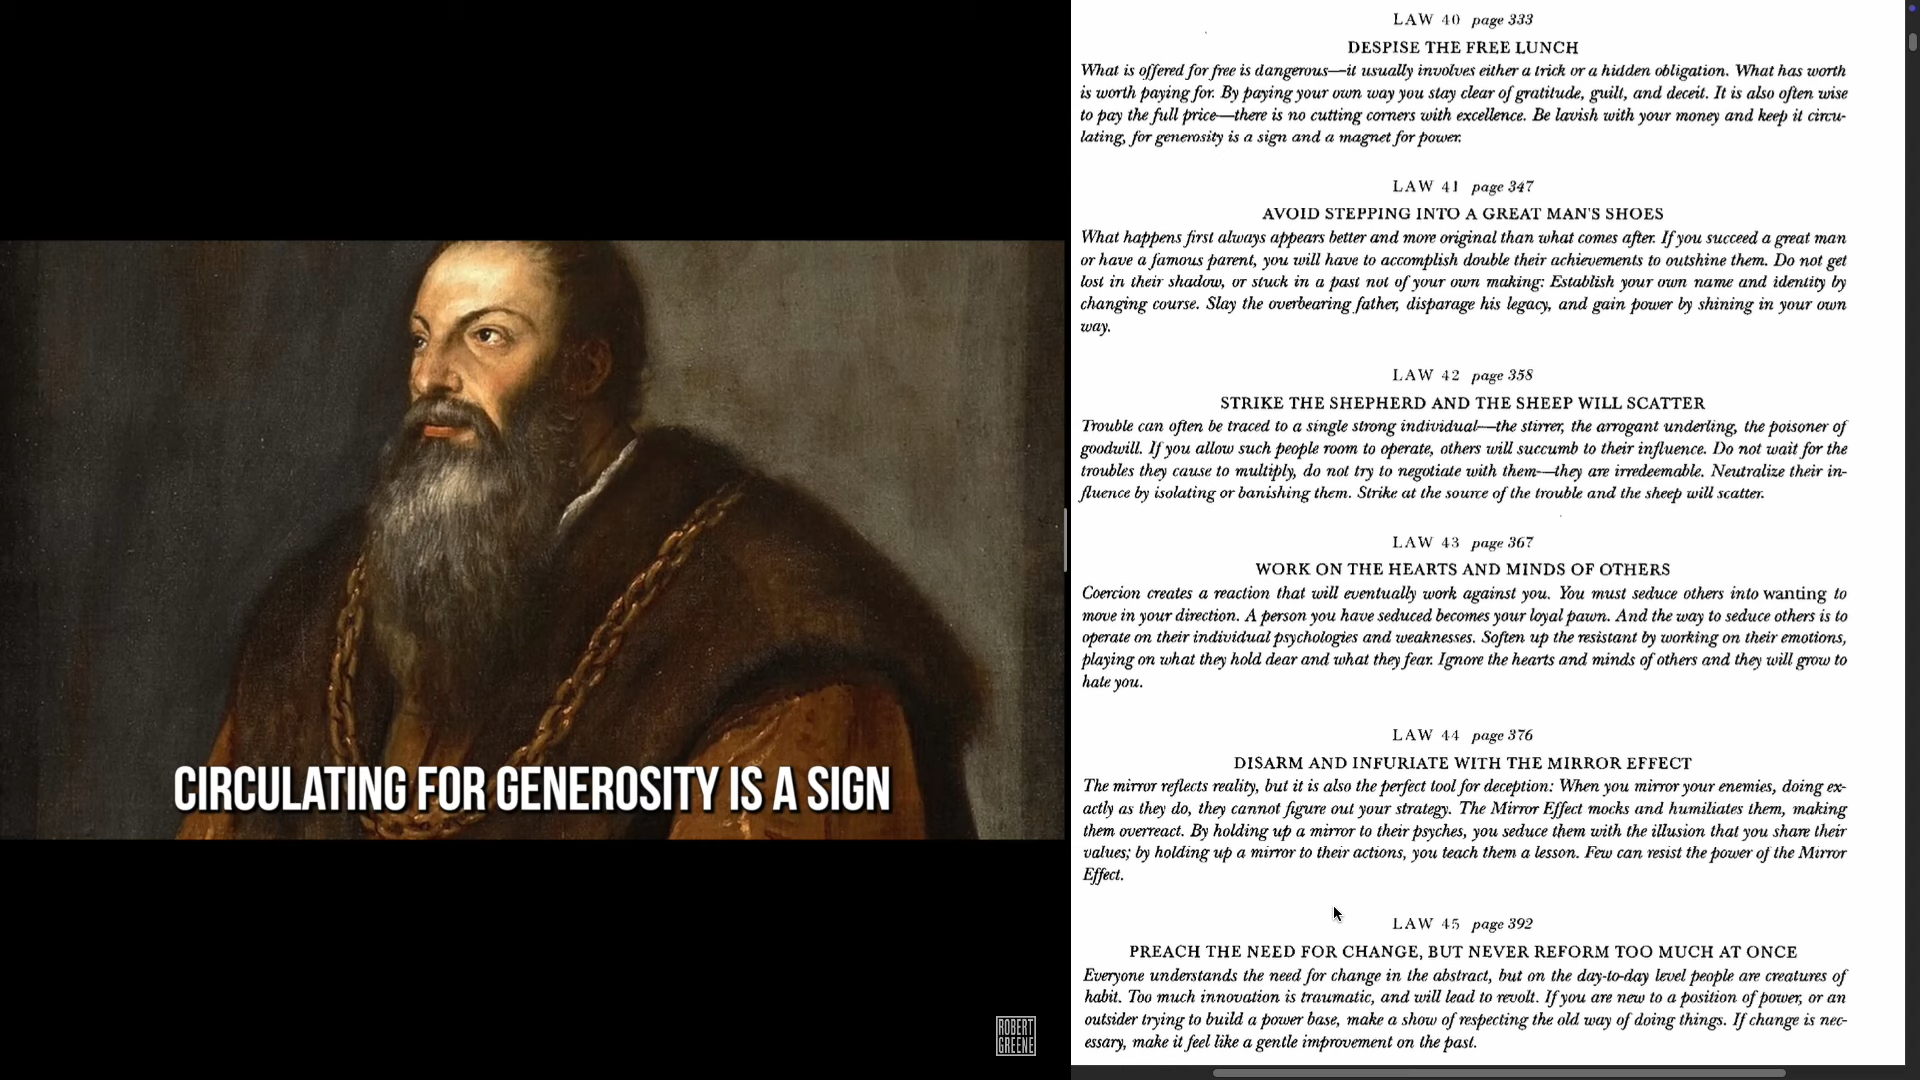 CIRCULATING FOR GENEROSITY IS A SIGN
ROBERT
GREENE
LAW 40 page 333
DESPISE THE FREE LUNCH
What is offered for free is dangerous—it usually involves either a trick or a hidden obligation. What has worth
is worth paying for. By paying your own way you stay clear of gratitude, guilt, and deceit. It is also often wise
to pay the full price—there is no cutting corners with excellence. Be lavish with your money and keep it circu-
lating, for generosity is a sign and a magnet for power.
LAW 41 page 347
AVOID STEPPING INTO A GREAT MAN'S SHOES
What happens first always appears better and more original than what comes after. If you succeed a great man
or have a famous parent, you will have to accomplish double their achievements to outshine them. Do not get
lost in their shadow, or stuck in a past not of your own making: Establish your own name and identity by
changing course. Slay the overbearing father, disparage his legacy, and gain power by shining in your own
way.
LAW 42 page 358
STRIKE THE SHEPHERD AND THE SHEEP WILL SCATTER
Trouble can often be traced to a single strong individual—the stirrer, the arrogant underling, the poisoner of
goodwill. If you allow such people room to operate, others will succumb to their influence. Do not wait for the
troubles they cause to multiply, do not try to negotiate with them—they are irredeemable. Neutralize their in-
fluence by isolating or banishing them. Strike at the source of the trouble and the sheep will scatter.
LAW 43 page 367
WORK ON THE HEARTS AND MINDS OF OTHERS
Coercion creates a reaction that will eventually work against you. You must seduce others into wanting to
move in your direction. A person you have seduced becomes your loyal pawn. And the way to seduce others is to
operate on their individual psychologies and weaknesses. Soften up the resistant by working on their emotions,
playing on what they hold dear and what they fear. Ignore the hearts and minds of others and they will grow to
hate you.
LAW 44 page 376
DISARM AND INFURIATE WITH THE MIRROR EFFECT
The mirror reflects reality, but it is also the perfect tool for deception: When you mirror your enemies, doing ex-
actly as they do, they cannot figure out your strategy. The Mirror Effect mocks and humiliates them, making
them overreact. By holding up a mirror to their psyches, you seduce them with the illusion that you share their
values; by holding up a mirror to their actions, you teach them a lesson. Few can resist the power of the Mirror
Effect.
LAW 45 page 392
PREACH THE NEED FOR CHANGE, BUT NEVER REFORM TOO MUCH AT ONCE
Everyone understands the need for change in the abstract, but on the day-to-day level people are creatures of
habit. Too much innovation is traumatic, and will lead to revolt. If you are new to a position of power, or an
outsider trying to build a power base, make a show of respecting the old way of doing things. If change is nec-
essary, make it feel like a gentle improvement on the past.